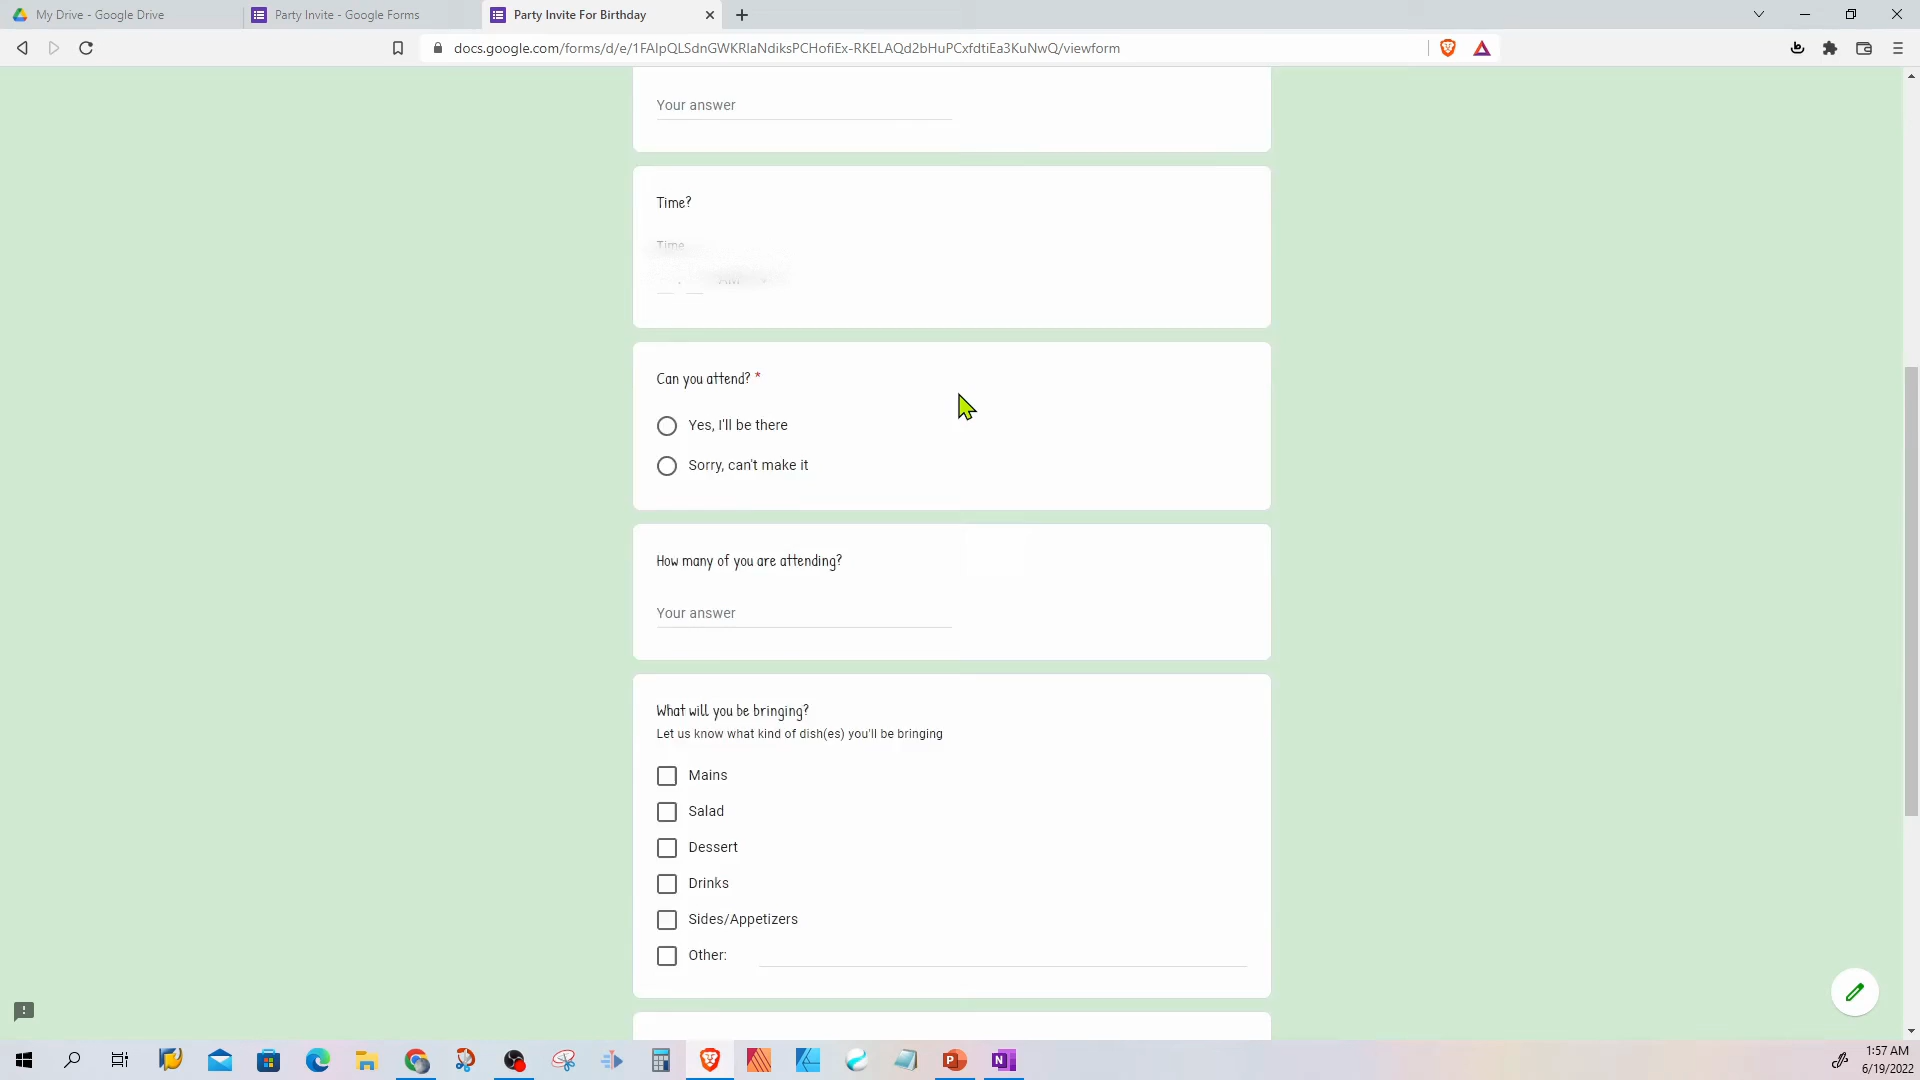 My Drive - Google Drive
Party Invite - Google Forms
Party Invite For Birthday
docs.google.com/forms/d/e/1FAIpQLSdnGWKRlaNdiksPCHofiEx-RKELAQd2bHuPCxfdtiEa3KuNwQ/viewform
Your answer
Time?
Time
AM
Can you attend? *
Yes, I'll be there
Sorry, can't make it
How many of you are attending?
Your answer
What will you be bringing?
Let us know what kind of dish(es) you'll be bringing
Mains
Salad
Dessert
Drinks
Sides/Appetizers
Other:
1:57 AM
6/19/2022